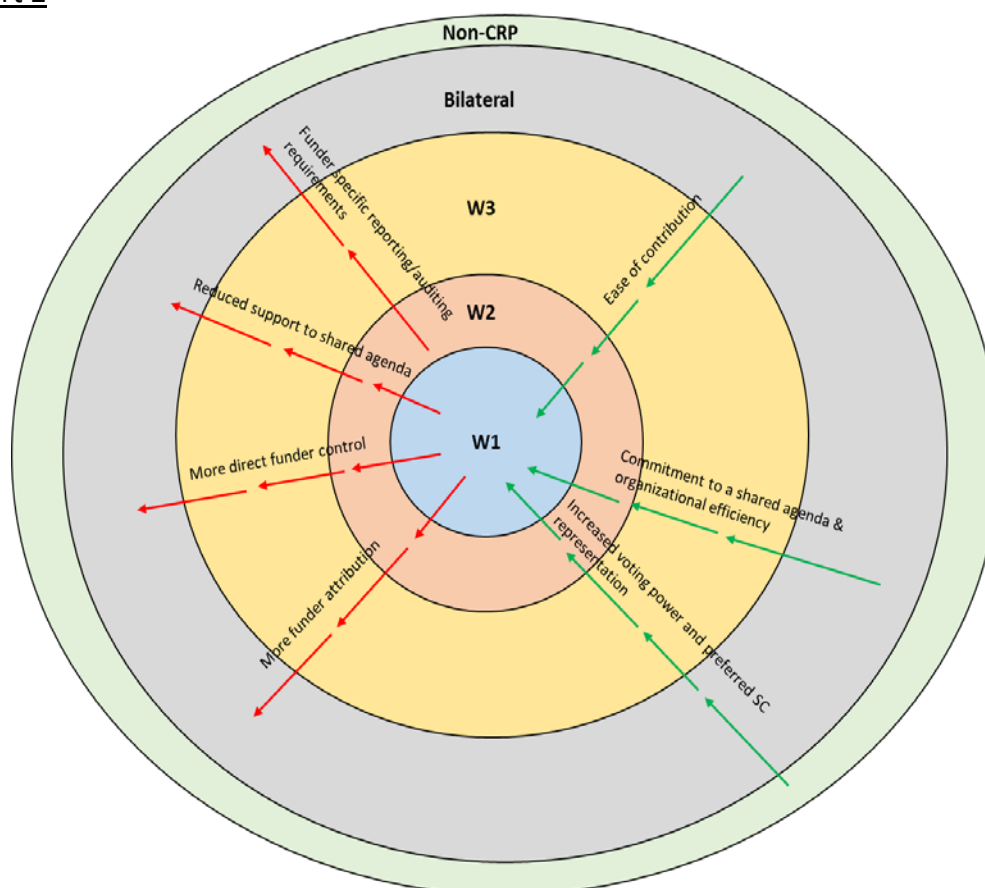 Non-CRP
Bilateral
Funder specific reporting/auditing
requirements
W3
Ease of contribution
Reduced support to shared agenda
W2
W1
More direct funder control
Commitment to a shared agenda &
organizational efficiency
Increased voting power and preferred SC
representation
More funder attribution